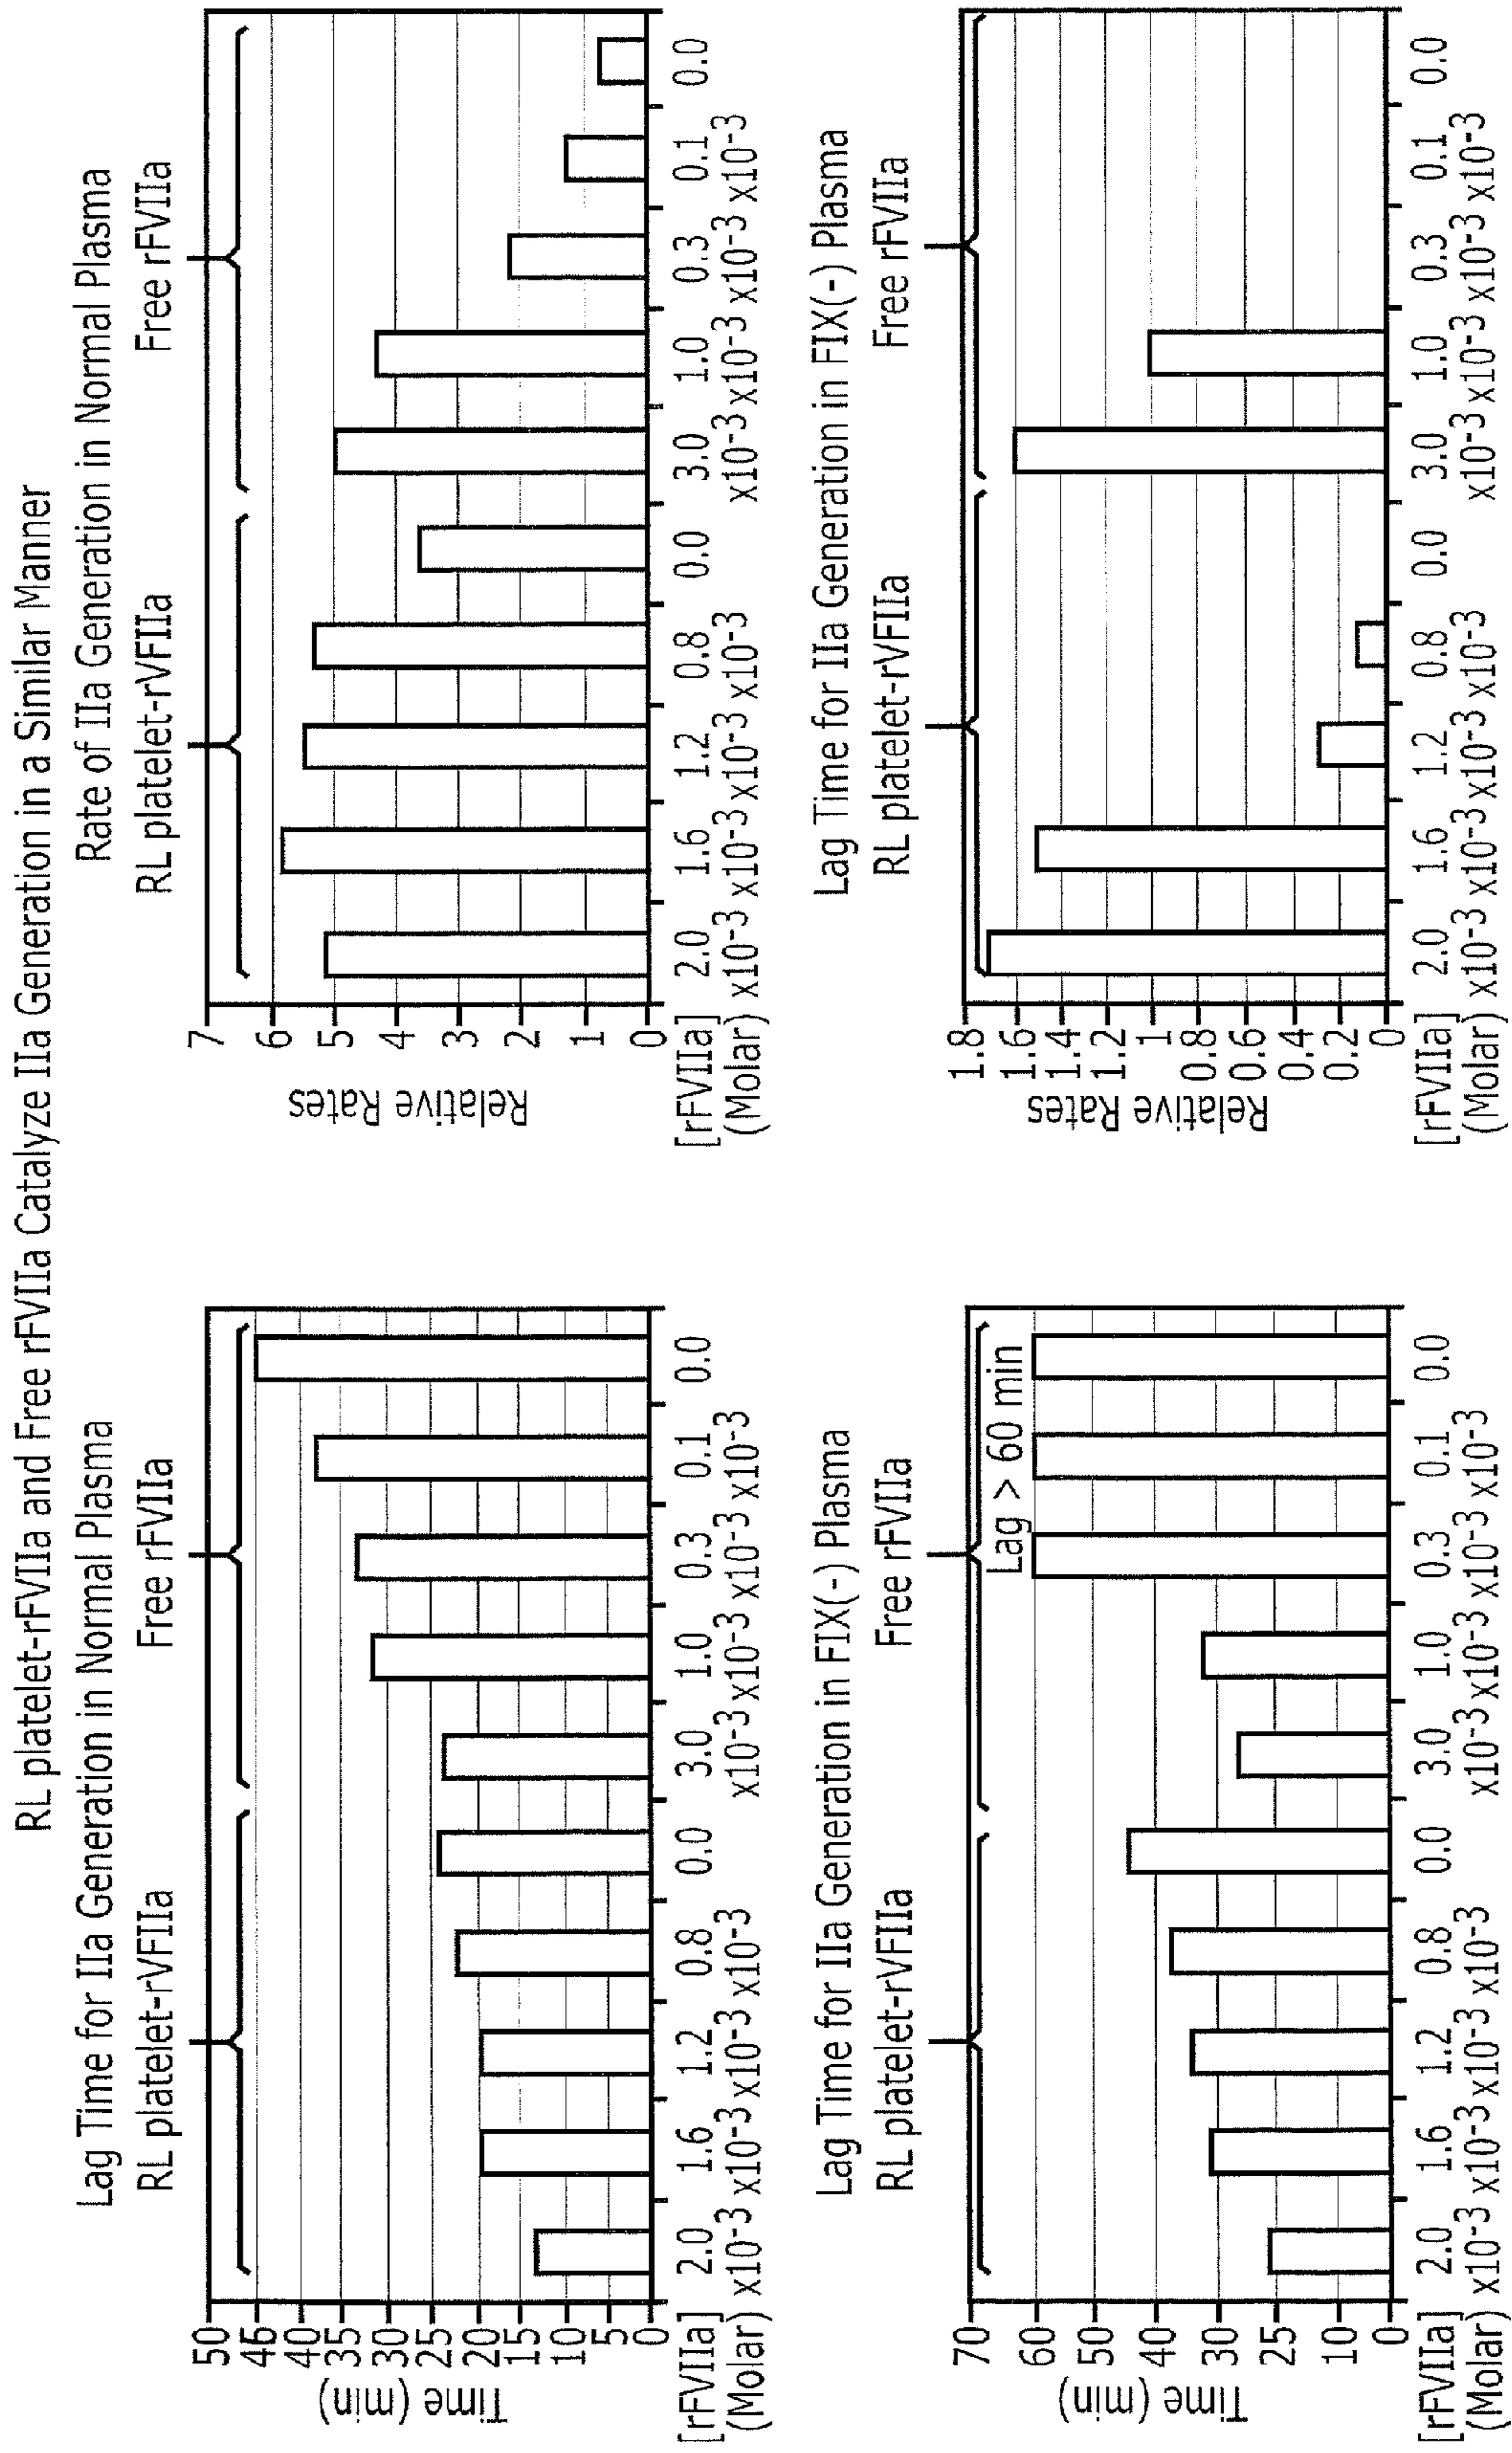 RL platelet-rFVIIa and Free rFVIIa Catalyze IIa Generation in a Similar Manner
Lag Time for IIa Generation in Normal Plasma
RL platelet-rVFIIa
Free rFVIIa
Time (min)
50
45
40
35
30
25
20
15
10
5
0
[rFVIIa] 2.0 1.6 1.2 0.8 0.0 3.0 1.0 0.3 0.1 0.0
(Molar) x10-3 x10-3 x10-3 x10-3 x10-3 x10-3 x10-3 x10-3
Rate of IIa Generation in Normal Plasma
RL platelet-rVFIIa
Free rFVIIa
Relative Rates
7
6
5
4
3
2
1
0
[rFVIIa] 2.0 1.6 1.2 0.8 0.0 3.0 1.0 0.3 0.1 0.0
(Molar) x10-3 x10-3 x10-3 x10-3 x10-3 x10-3 x10-3 x10-3
Lag Time for IIa Generation in FIX(-) Plasma
RL platelet-rVFIIa
Free rFVIIa
Lag > 60 min
Time (min)
70
60
50
40
30
25
10
0
[rFVIIa] 2.0 1.6 1.2 0.8 0.0 3.0 1.0 0.3 0.1 0.0
(Molar) x10-3 x10-3 x10-3 x10-3 x10-3 x10-3 x10-3 x10-3
Lag Time for IIa Generation in FIX(-) Plasma
RL platelet-rVFIIa
Free rFVIIa
Relative Rates
1.8
1.6
1.4
1.2
1
0.8
0.6
0.4
0.2
0
[rFVIIa] 2.0 1.6 1.2 0.8 0.0 3.0 1.0 0.3 0.1 0.0
(Molar) x10-3 x10-3 x10-3 x10-3 x10-3 x10-3 x10-3 x10-3